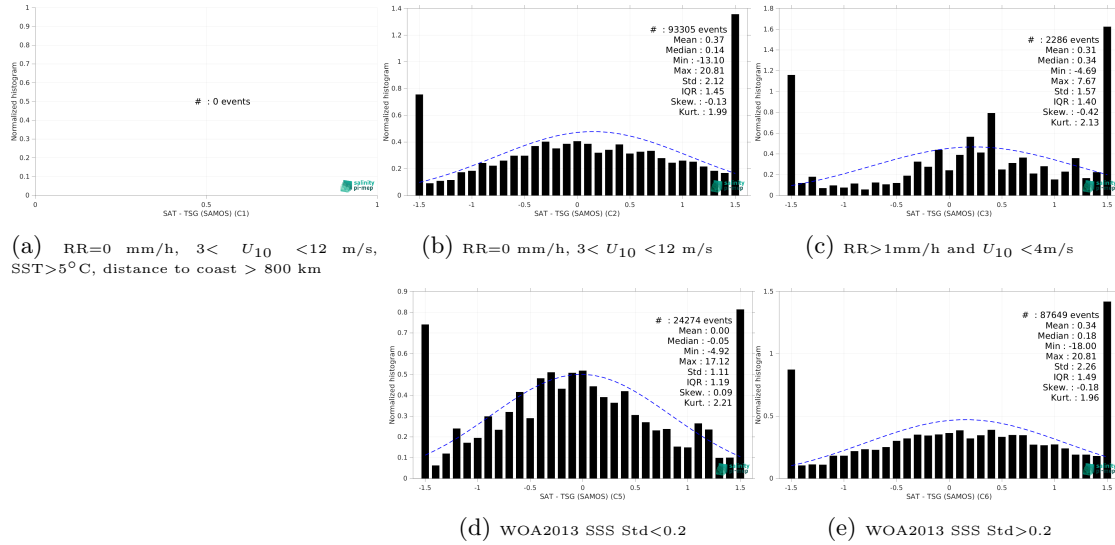 1
0.9
0.8
0.7
0.6
0.5
0.4
0.3
0.2
0.1
0
Normalized histogram
# : 0 events
0 0.5 1
SAT - TSG (SAMOS) (C1)
salinity
pi-mep
(a) RR=0 mm/h, 3< U10 <12 m/s,
SST>5°C, distance to coast > 800 km
1.4
1.2
1
0.8
0.6
0.4
0.2
0
Normalized histogram
# : 93305 events
Mean : 0.37
Median : 0.14
Min : -13.10
Max : 20.81
Std : 2.12
IQR : 1.45
Skew. : -0.13
Kurt. : 1.99
-1.5 -1 -0.5 0 0.5 1 1.5
SAT - TSG (SAMOS) (C2)
salinity
pi-mep
(b) RR=0 mm/h, 3< U10 <12 m/s
1.8
1.6
1.4
1.2
1
0.8
0.6
0.4
0.2
0
Normalized histogram
# : 2286 events
Mean : 0.31
Median : 0.34
Min : -4.69
Max : 7.67
Std : 1.57
IQR : 1.40
Skew. : -0.42
Kurt. : 2.13
-1.5 -1 -0.5 0 0.5 1 1.5
SAT - TSG (SAMOS) (C3)
salinity
pi-mep
(c) RR>1mm/h and U10 <4m/s
0.9
0.8
0.7
0.6
0.5
0.4
0.3
0.2
0.1
0
Normalized histogram
# : 24274 events
Mean : 0.00
Median : -0.05
Min : -4.92
Max : 17.12
Std : 1.11
IQR : 1.19
Skew. : 0.09
Kurt. : 2.21
-1.5 -1 -0.5 0 0.5 1 1.5
SAT - TSG (SAMOS) (C5)
salinity
pi-mep
(d) WOA2013 SSS Std<0.2
1.5
1
0.5
0
Normalized histogram
# : 87649 events
Mean : 0.34
Median : 0.18
Min : -18.00
Max : 20.81
Std : 2.26
IQR : 1.49
Skew. : -0.18
Kurt. : 1.96
-1.5 -1 -0.5 0 0.5 1 1.5
SAT - TSG (SAMOS) (C6)
salinity
pi-mep
(e) WOA2013 SSS Std>0.2